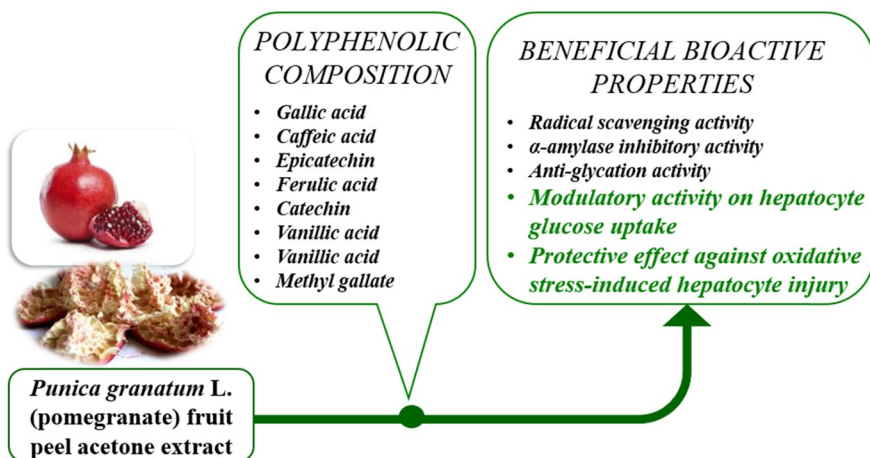 POLYPHENOLIC
COMPOSITION
• Gallic acid
• Caffeic acid
• Epicatechin
• Ferulic acid
• Catechin
• Vanillic acid
• Vanillic acid
• Methyl gallate
BENEFICIAL BIOACTIVE
PROPERTIES
• Radical scavenging activity
• α-amylase inhibitory activity
• Anti-glycation activity
• Modulatory activity on hepatocyte
glucose uptake
• Protective effect against oxidative
stress-induced hepatocyte injury
Punica granatum L.
(pomegranate) fruit
peel acetone extract